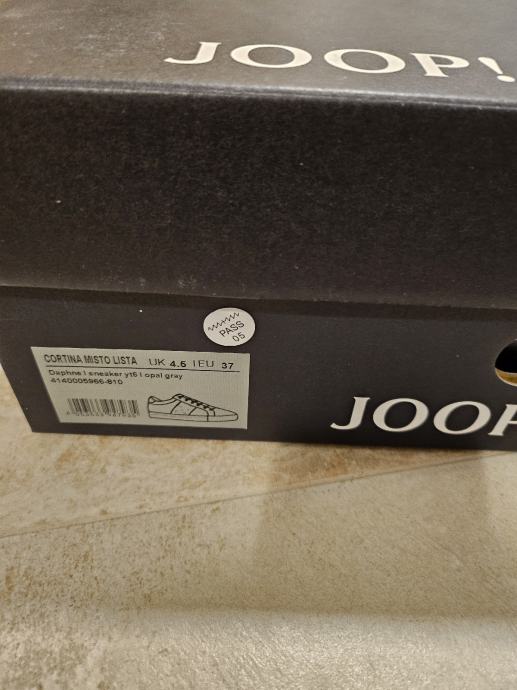 JOOP!
PASS
05
CORTINA MISTO LISTA UK 4.5 | EU 37
Daphne | sneaker yt6 | opal gray
4140005966-810
JOOP